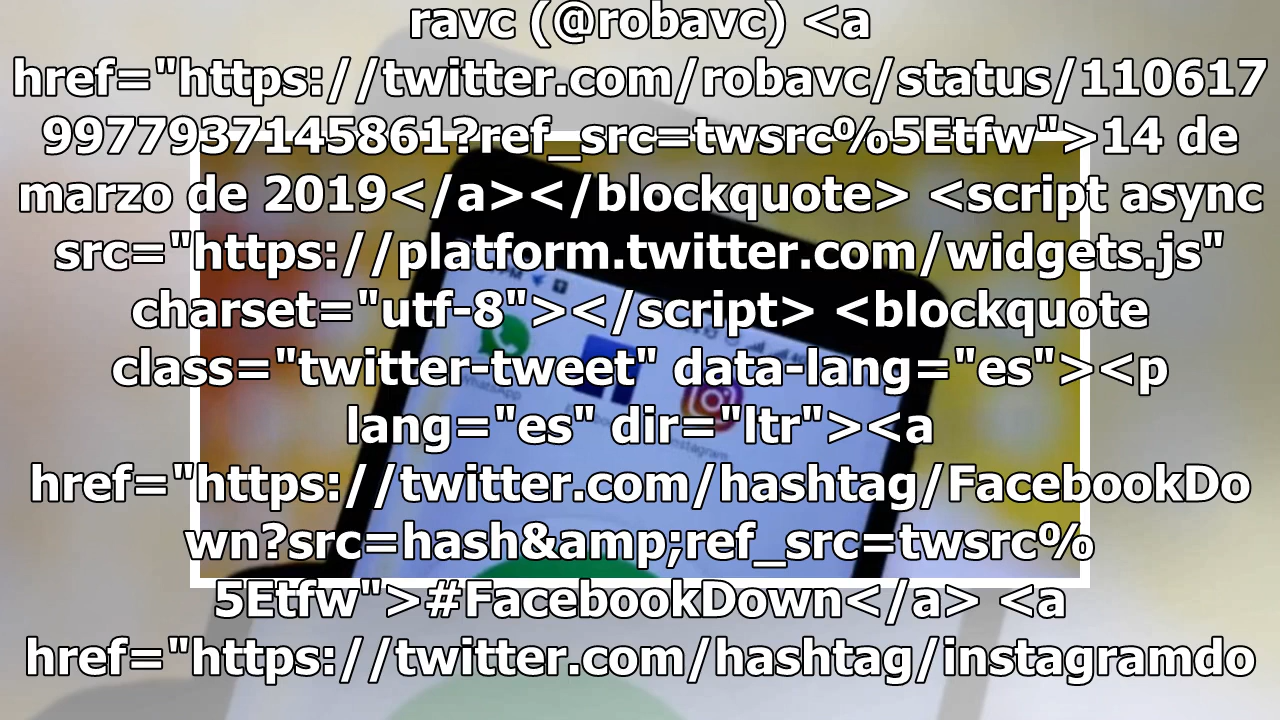 ravc (@robavc) <a
href="https://twitter.com/robavc/status/110617
9977937145861?ref_src=twsrc%5Etfw">14 de
marzo de 2019</a></blockquote> <script async
src="https://platform.twitter.com/widgets.js"
charset="utf-8"></script> <blockquote
class="twitter-tweet" data-lang="es"><p
lang="es" dir="ltr"><a
href="https://twitter.com/hashtag/FacebookDo
wn?src=hash&amp;ref_src=twsrc%
5Etfw">#FacebookDown</a> <a
href="https://twitter.com/hashtag/instagramdo
WhatsApp
Instagram